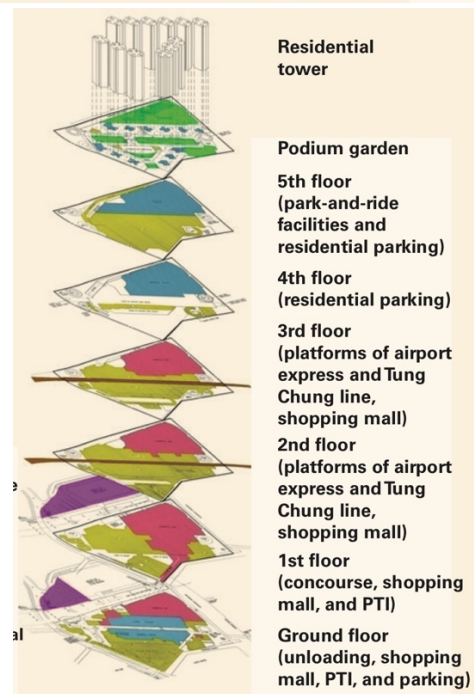 Residential
tower
Podium garden
5th floor
(park-and-ride
facilities and
residential parking)
4th floor
(residential parking)
3rd floor
(platforms of airport
express and Tung
Chung line,
shopping mall)
2nd floor
(platforms of airport
express and Tung
Chung line,
shopping mall)
e
1st floor
(concourse, shopping
mall, and PTI)
al
Ground floor
(unloading, shopping
mall, PTI, and parking)